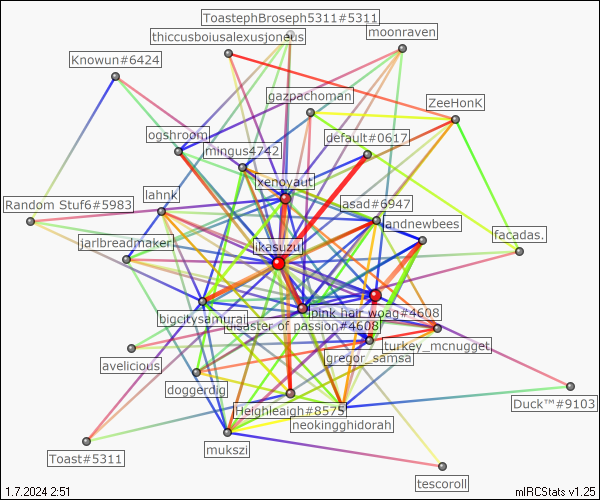 ToastephBroseph5311#5311
thiccusboiusalexusjoneus
moonraven
Knowun#6424
gazpachoman
ZeeHonK
ogshroom
default#0617
mingus4742
xenoyaut
lahnk
asad#6947
Random Stuf6#5983
andnewbees
facadas.
jarlbreadmaker
ikasuzu
pink hair woag#4608
bigcitysamurai
disaster of passion#4608
turkey_mcnugget
gregor_samsa
avelicious
doggerdig
Heighleaigh#8575
Duck™#9103
neokingghidorah
mukszi
Toast#5311
tescoroll
1.7.2024 2:51
mIRCStats v1.25